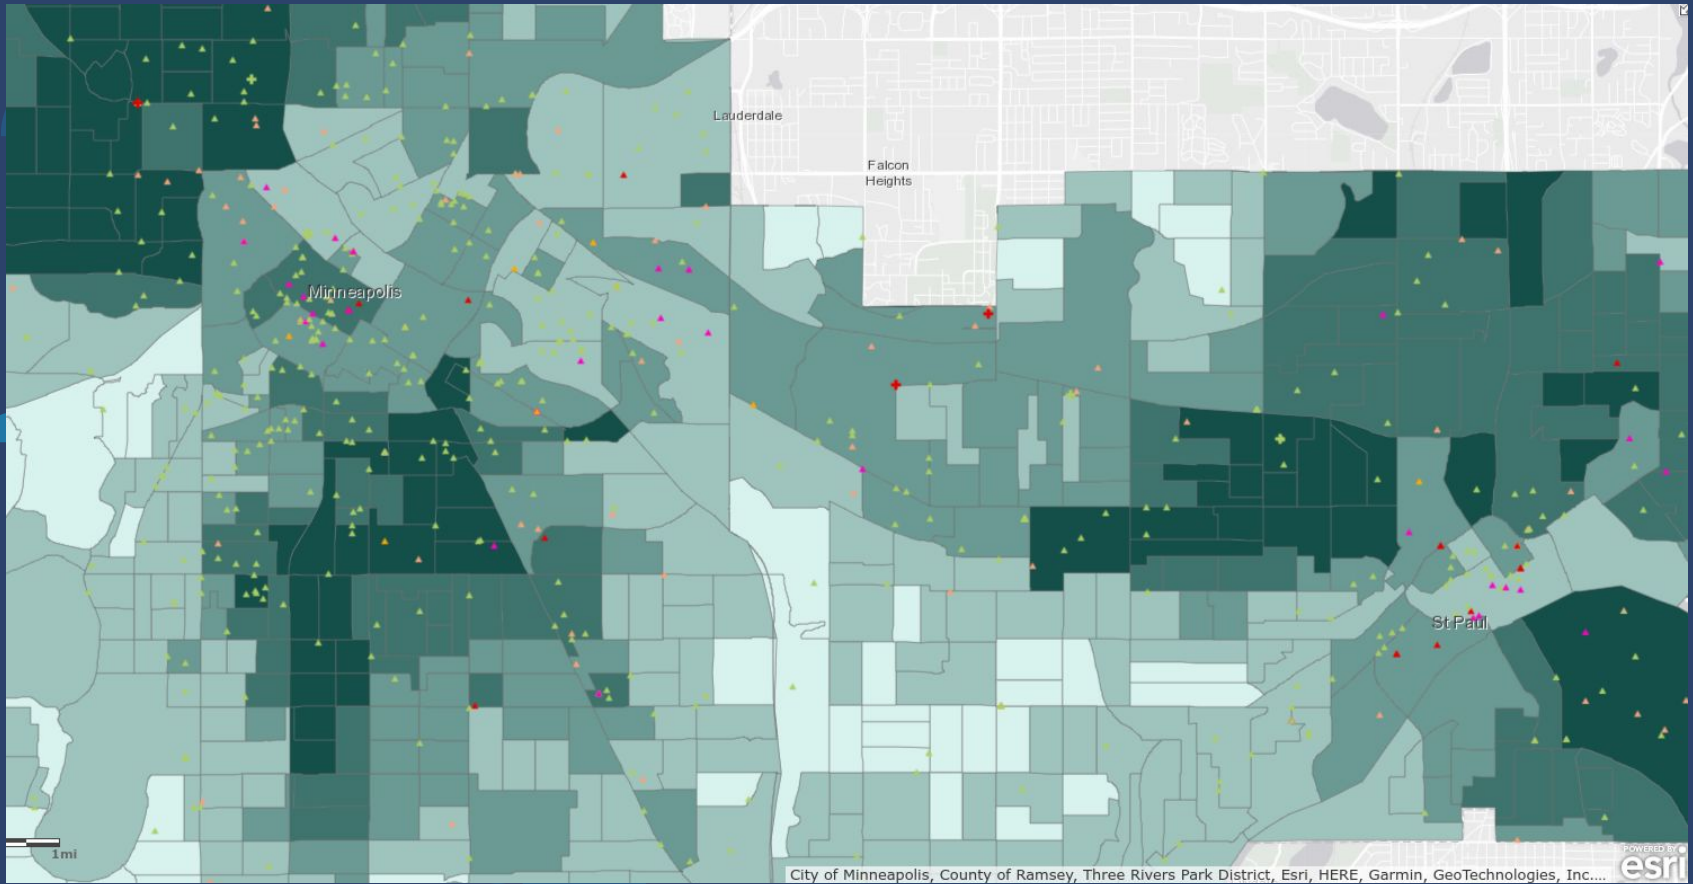 Lauderdale
Falcon
Heights
Minneapolis
St Paul
1mi
City of Minneapolis, County of Ramsey, Three Rivers Park District, Esri, HERE, Garmin, GeoTechnologies, Inc....
POWERED BY
esri